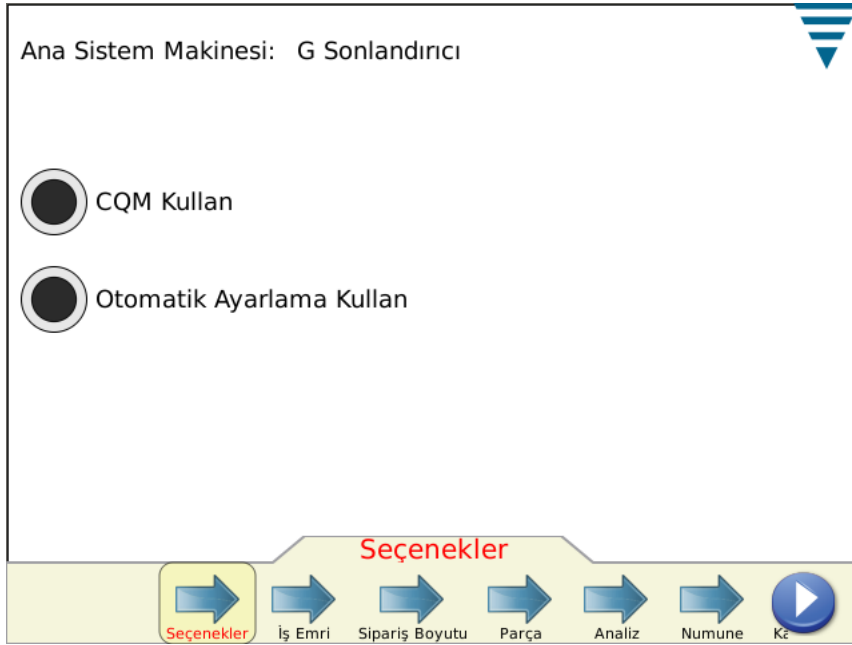 Ana Sistem Makinesi: G Sonlandırıcı
CQM Kullan
Otomatik Ayarlama Kullan
Seçenekler
Seçenekler İş Emri Sipariş Boyutu Parça Analiz Numune